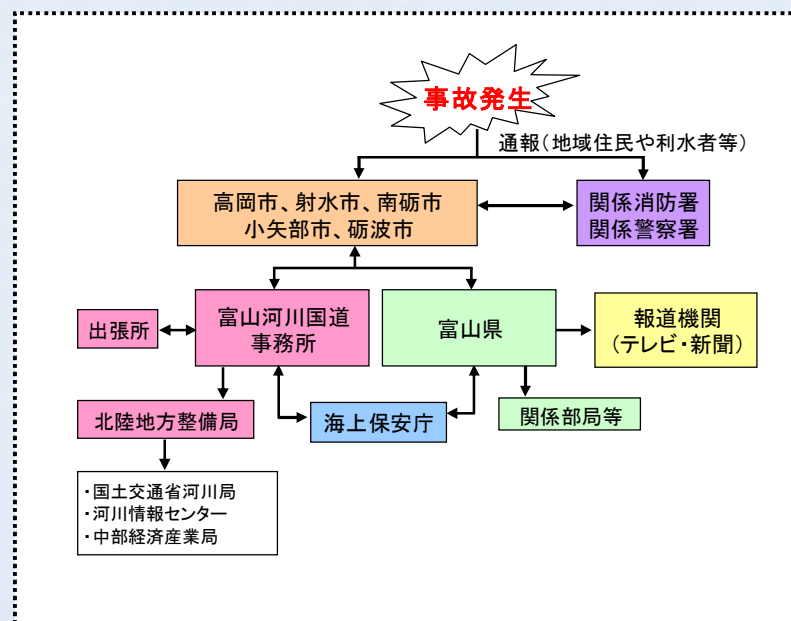 事故発生
通報(地域住民や利水者等)
高岡市、射水市、南砺市
小矢部市、砺波市
関係消防署
関係警察署
出張所
富山河川国道
事務所
富山県
報道機関
(テレビ・新聞)
北陸地方整備局
海上保安庁
関係部局等
・国土交通省河川局
・河川情報センター
・中部経済産業局